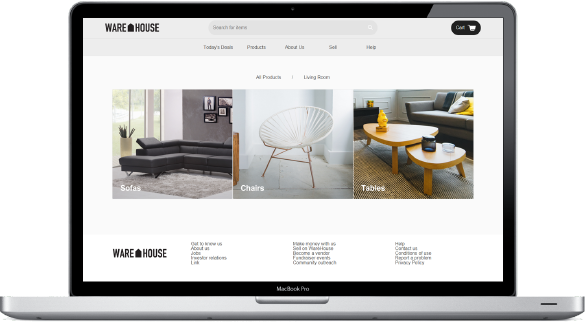 WARE HOUSE
Search for items
Cart
Today's Deals Products About Us Sell Help
All Products | Living Room
Sofas
Chairs
Tables
WARE HOUSE
Get to know us
About us
Jobs
Investor relations
Link
Make money with us
Sell on WareHouse
Become a vendor
Fundraiser events
Community outreach
Help
Contact us
Conditions of use
Report a problem
Privacy Policy
MacBook Pro